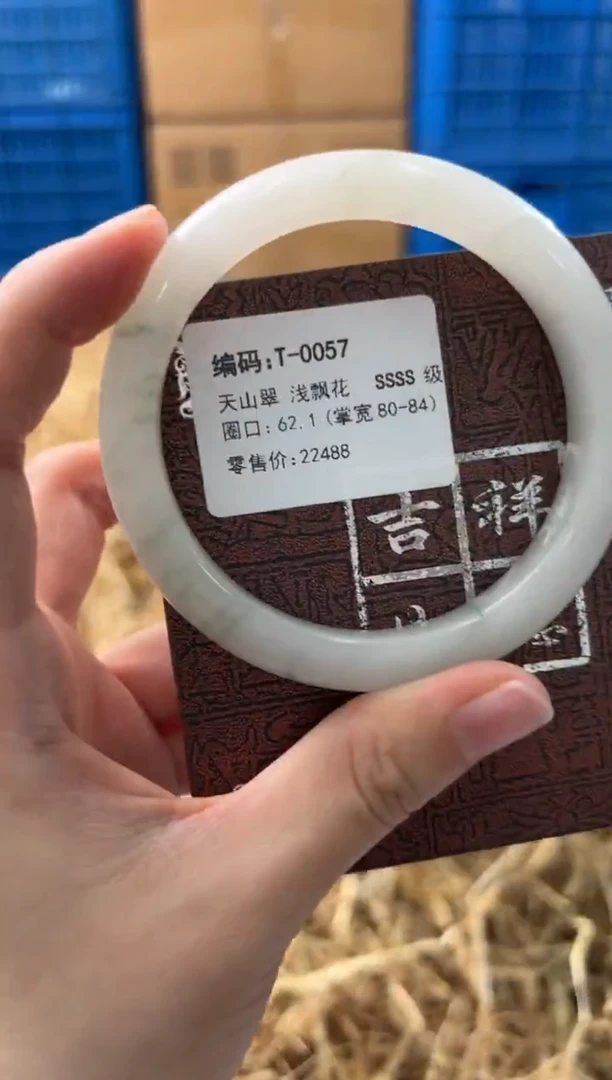 编码:T-0057
天山翠 浅飘花 SSSS 级
圈口: 62.1 (掌宽 80-84)
零售价:22488
吉祥